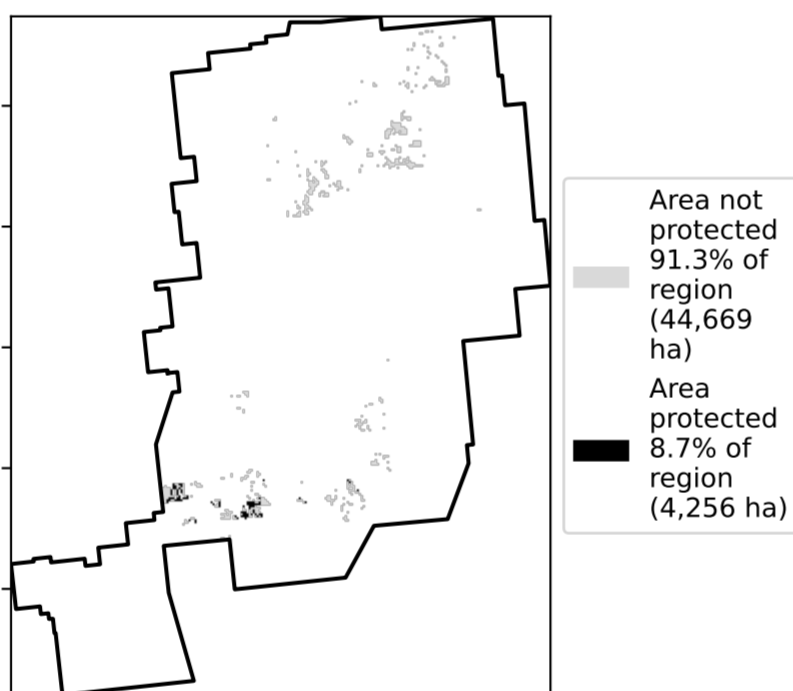 Area not
protected
91.3% of
region
(44,669
ha)
Area
protected
8.7% of
region
(4,256 ha)